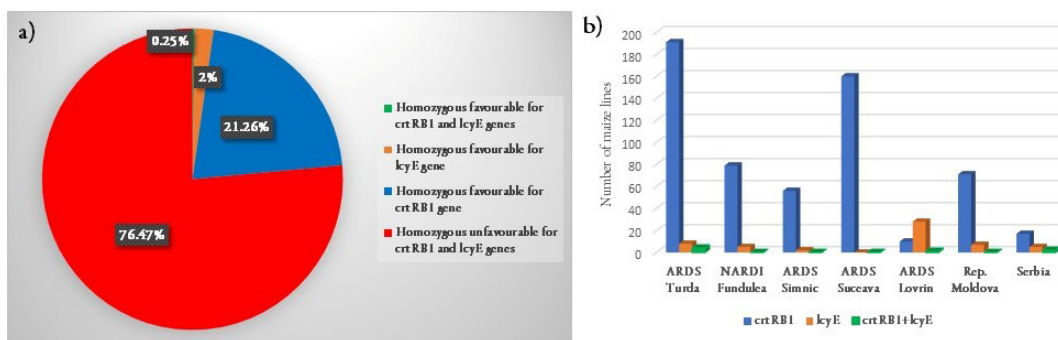 a)
0.25%
2%
21.26%
76.47%
Homozygous favourable for
crtRB1 and lcyE genes
Homozygous favourable for
lcyE gene
Homozygous favourable for
crtRB1 gene
Homozygous unfavourable for
crtRB1 and lcyE genes
b)
Number of maize lines
200
180
160
140
120
100
80
60
40
20
0
ARDS
Turda
NARDI
Fundulea
ARDS
Simnic
ARDS
Suceava
ARDS
Lovrin
Rep.
Moldova
Serbia
crtRB1
lcyE
crtRB1+lcyE